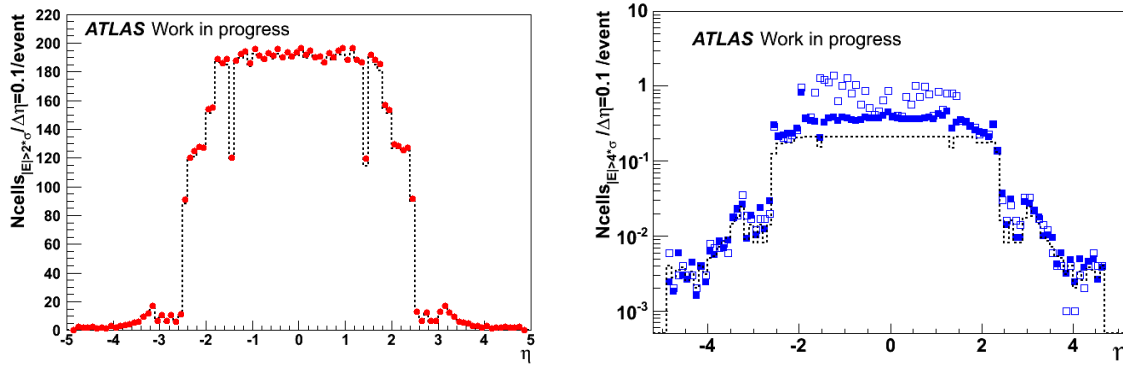 ATLAS Work in progress
Ncells|E|>2*σ/Δη=0.1/event
220
200
180
160
140
120
100
80
60
40
20
0
-5 -4 -3 -2 -1 0 1 2 3 4 5
η
ATLAS Work in progress
Ncells|E|>4*σ/Δη=0.1 /event
1
10⁻¹
10⁻²
10⁻³
-4 -2 0 2 4
η